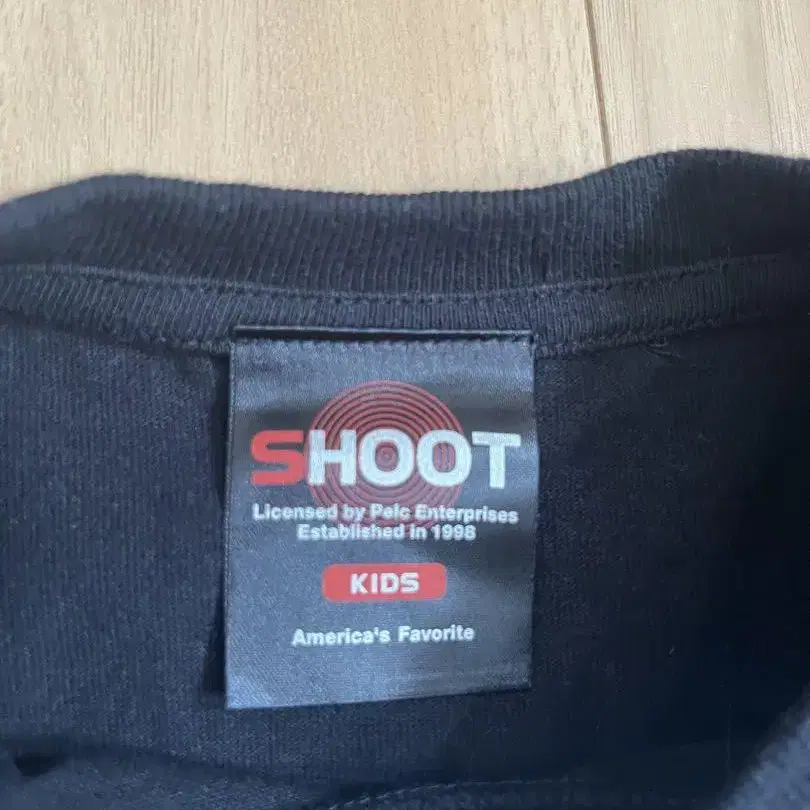 SHOOT
Licensed by Pelc Enterprises
Established in 1998
KIDS
America's Favorite